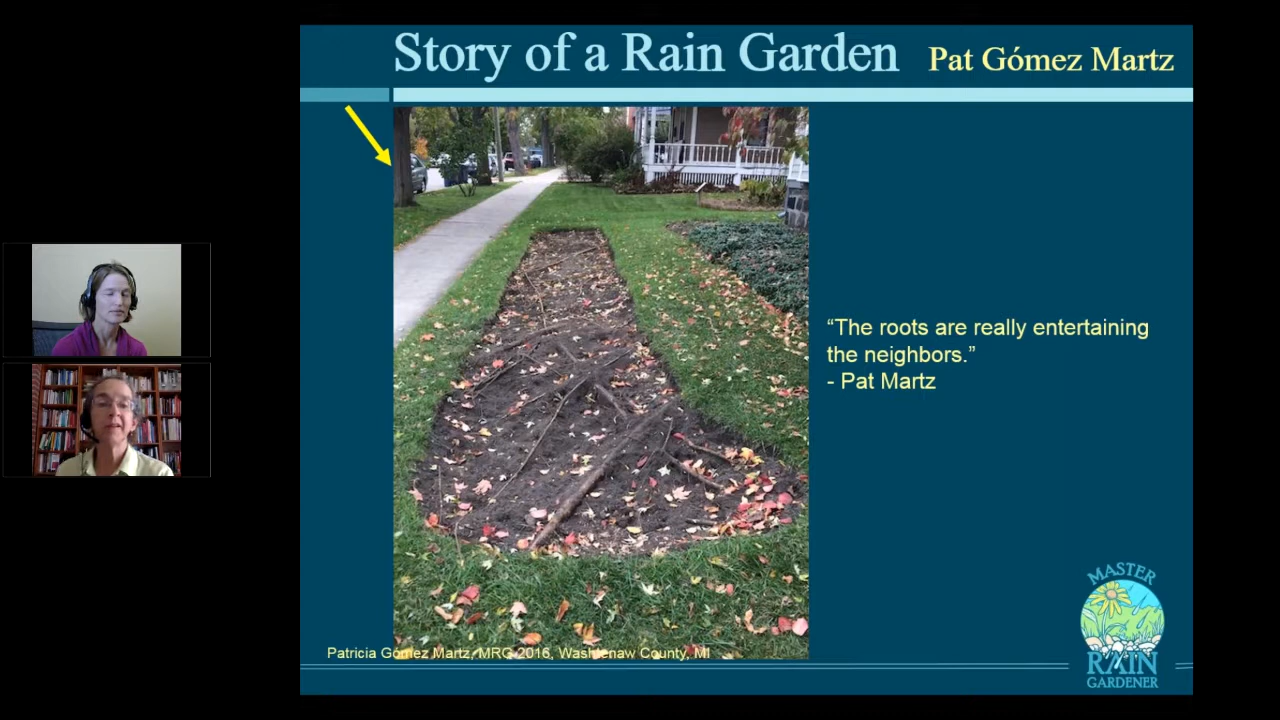 Story of a Rain Garden Pat Gómez Martz
“The roots are really entertaining
the neighbors.”
- Pat Martz
Patricia Gómez Martz, MRG 2016, Washtenaw County, MI
MASTER
RAIN
GARDENER